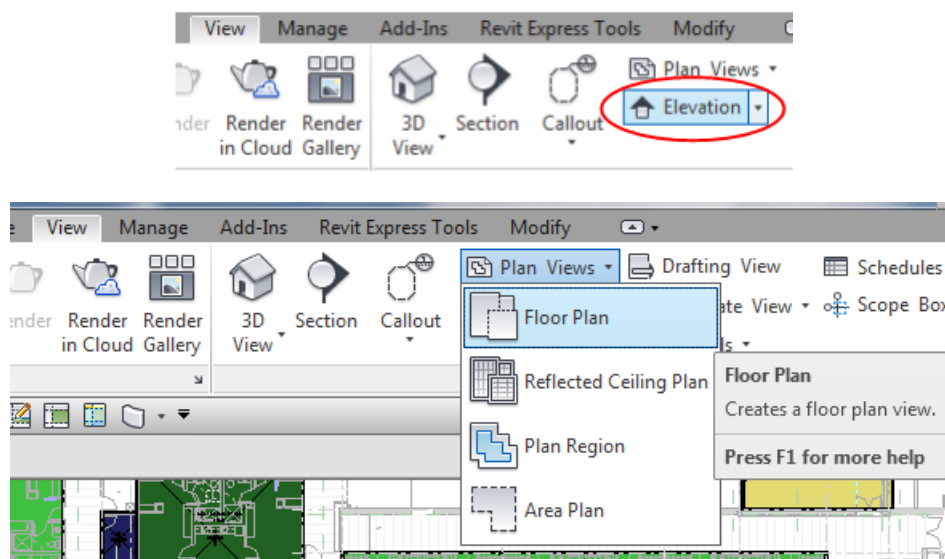 View Manage Add-Ins Revit Express Tools Modify
Plan Views
Elevation
Render Render 3D Section Callout
in Cloud Gallery View
View Manage Add-Ins Revit Express Tools Modify
Plan Views Drafting View Schedules
Floor Plan
Render Render 3D Section Callout
in Cloud Gallery View
Scope Box
View
Reflected Ceiling Plan
Floor Plan
Creates a floor plan view.
Plan Region
Press F1 for more help
Area Plan